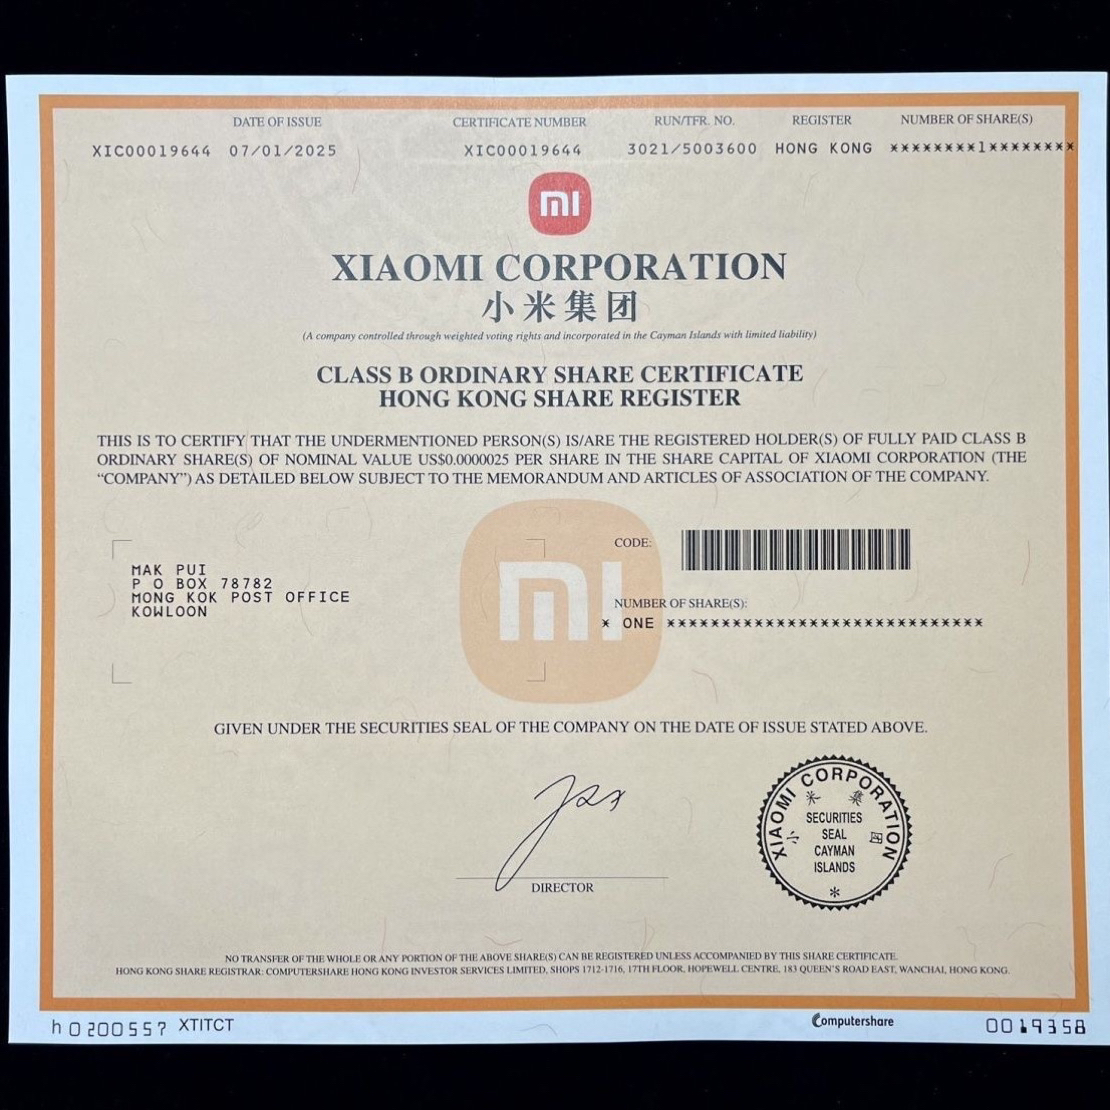 DATE OF ISSUE CERTIFICATE NUMBER RUN/TFR. NO. REGISTER NUMBER OF SHARE(S)
XIC00019644 07/01/2025 XIC00019644 3021/5003600 HONG KONG ********1********
mi
XIAOMI CORPORATION
小米集团
(A company controlled through weighted voting rights and incorporated in the Cayman Islands with limited liability)
CLASS B ORDINARY SHARE CERTIFICATE
HONG KONG SHARE REGISTER
THIS IS TO CERTIFY THAT THE UNDERMENTIONED PERSON(S) IS/ARE THE REGISTERED HOLDER(S) OF FULLY PAID CLASS B
ORDINARY SHARE(S) OF NOMINAL VALUE US$0.0000025 PER SHARE IN THE SHARE CAPITAL OF XIAOMI CORPORATION (THE
“COMPANY”) AS DETAILED BELOW SUBJECT TO THE MEMORANDUM AND ARTICLES OF ASSOCIATION OF THE COMPANY.
mi
CODE:
MAK PUI
P O BOX 78782
MONG KOK POST OFFICE
KOWLOON
NUMBER OF SHARE(S):
* ONE *****************************
GIVEN UNDER THE SECURITIES SEAL OF THE COMPANY ON THE DATE OF ISSUE STATED ABOVE.
DIRECTOR
XIAOMI CORPORATION
小米集团
SECURITIES
SEAL
CAYMAN
ISLANDS
*
NO TRANSFER OF THE WHOLE OR ANY PORTION OF THE ABOVE SHARE(S) CAN BE REGISTERED UNLESS ACCOMPANIED BY THIS SHARE CERTIFICATE.
HONG KONG SHARE REGISTRAR: COMPUTERSHARE HONG KONG INVESTOR SERVICES LIMITED, SHOPS 1712-1716, 17TH FLOOR, HOPEWELL CENTRE, 183 QUEEN'S ROAD EAST, WANCHAI, HONG KONG.
h0200557 XTITCT Computershare 0019358